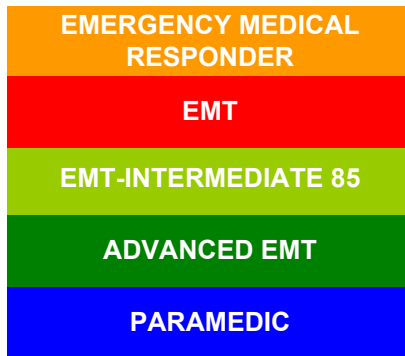 EMERGENCY MEDICAL
RESPONDER
EMT
EMT-INTERMEDIATE 85
ADVANCED EMT
PARAMEDIC